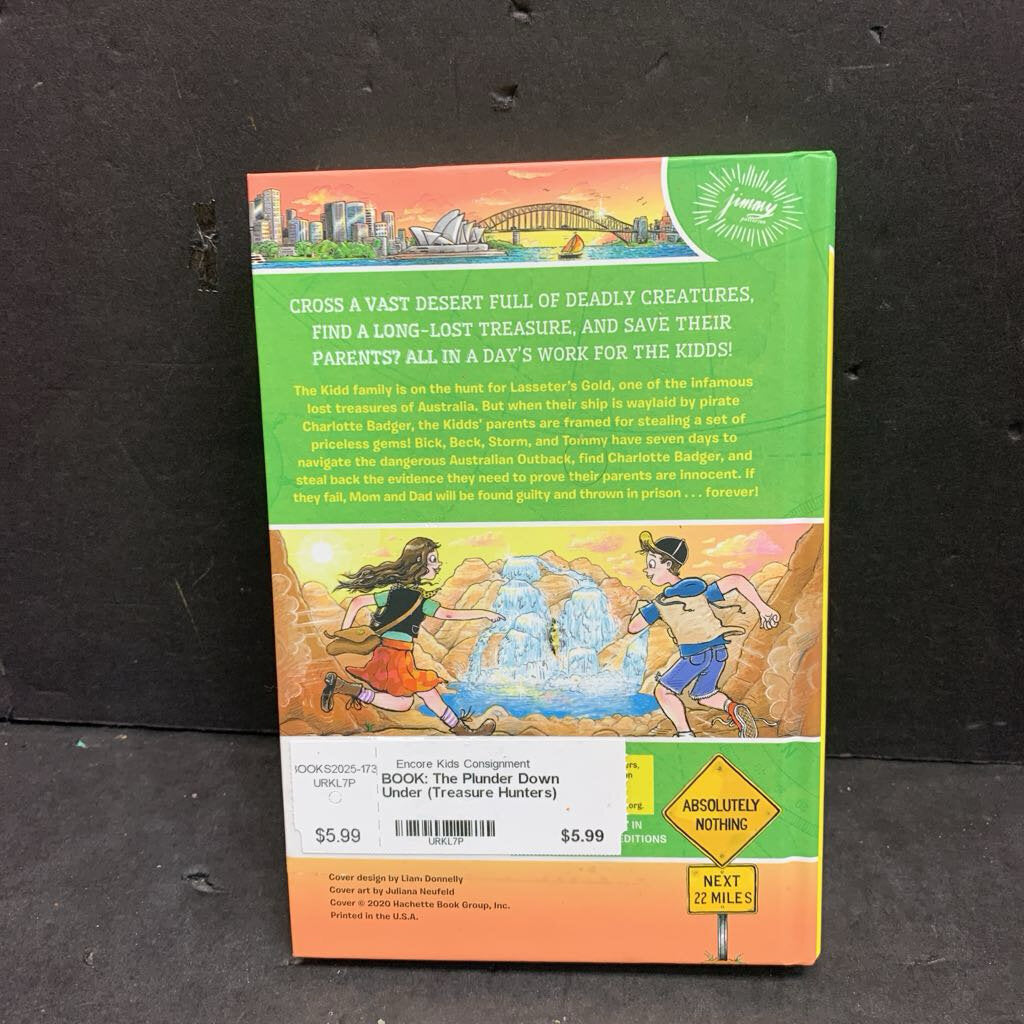 jimmy
CROSS A VAST DESERT FULL OF DEADLY CREATURES,
FIND A LONG-LOST TREASURE, AND SAVE THEIR
PARENTS? ALL IN A DAY'S WORK FOR THE KIDDS!
The Kidd family is on the hunt for Lasseter's Gold, one of the infamous
lost treasures of Australia. But when their ship is waylaid by pirate
Charlotte Badger, the Kidds' parents are framed for stealing a set of
priceless gems! Bick, Beck, Storm, and Tommy have seven days to
navigate the dangerous Australian Outback, find Charlotte Badger, and
steal back the evidence they need to prove their parents are innocent. If
they fail, Mom and Dad will be found guilty and thrown in prison . . . forever!
OOKS2025-173
URKL7P
$5.99
Encore Kids Consignment
BOOK: The Plunder Down
Under (Treasure Hunters)
URKL7P
$5.99
org.
IN
EDITIONS
ABSOLUTELY
NOTHING
NEXT
22 MILES
Cover design by Liam Donnelly
Cover art by Juliana Neufeld
Cover © 2020 Hachette Book Group, Inc.
Printed in the U.S.A.